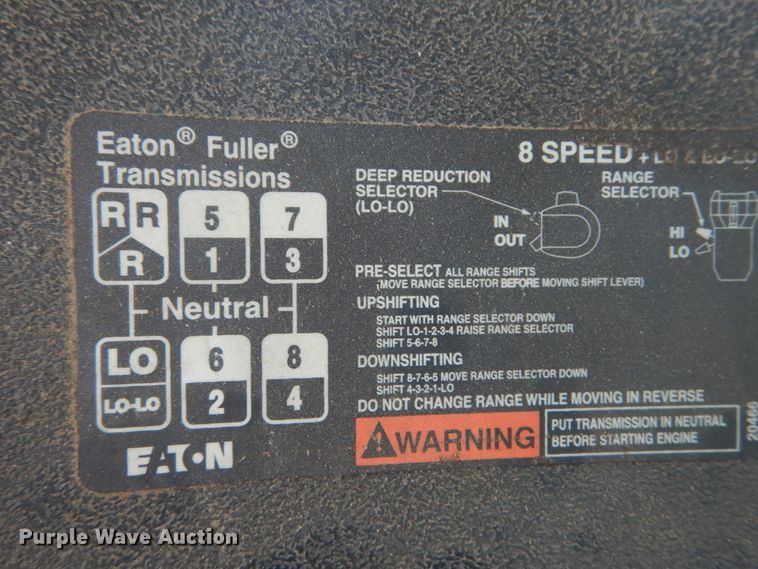 Eaton® Fuller®
Transmissions
R R
R
5
1
7
3
Neutral
LO
LO-LO
6
2
8
4
EATON
8 SPEED + LO & LO-LO
DEEP REDUCTION
SELECTOR
(LO-LO)
IN
OUT
RANGE
SELECTOR
HI
LO
PRE-SELECT ALL RANGE SHIFTS
(MOVE RANGE SELECTOR BEFORE MOVING SHIFT LEVER)
UPSHIFTING
START WITH RANGE SELECTOR DOWN
SHIFT LO-1-2-3-4 RAISE RANGE SELECTOR
SHIFT 5-6-7-8
DOWNSHIFTING
SHIFT 8-7-6-5 MOVE RANGE SELECTOR DOWN
SHIFT 4-3-2-1-LO
DO NOT CHANGE RANGE WHILE MOVING IN REVERSE
WARNING
PUT TRANSMISSION IN NEUTRAL
BEFORE STARTING ENGINE
20466
Purple Wave Auction